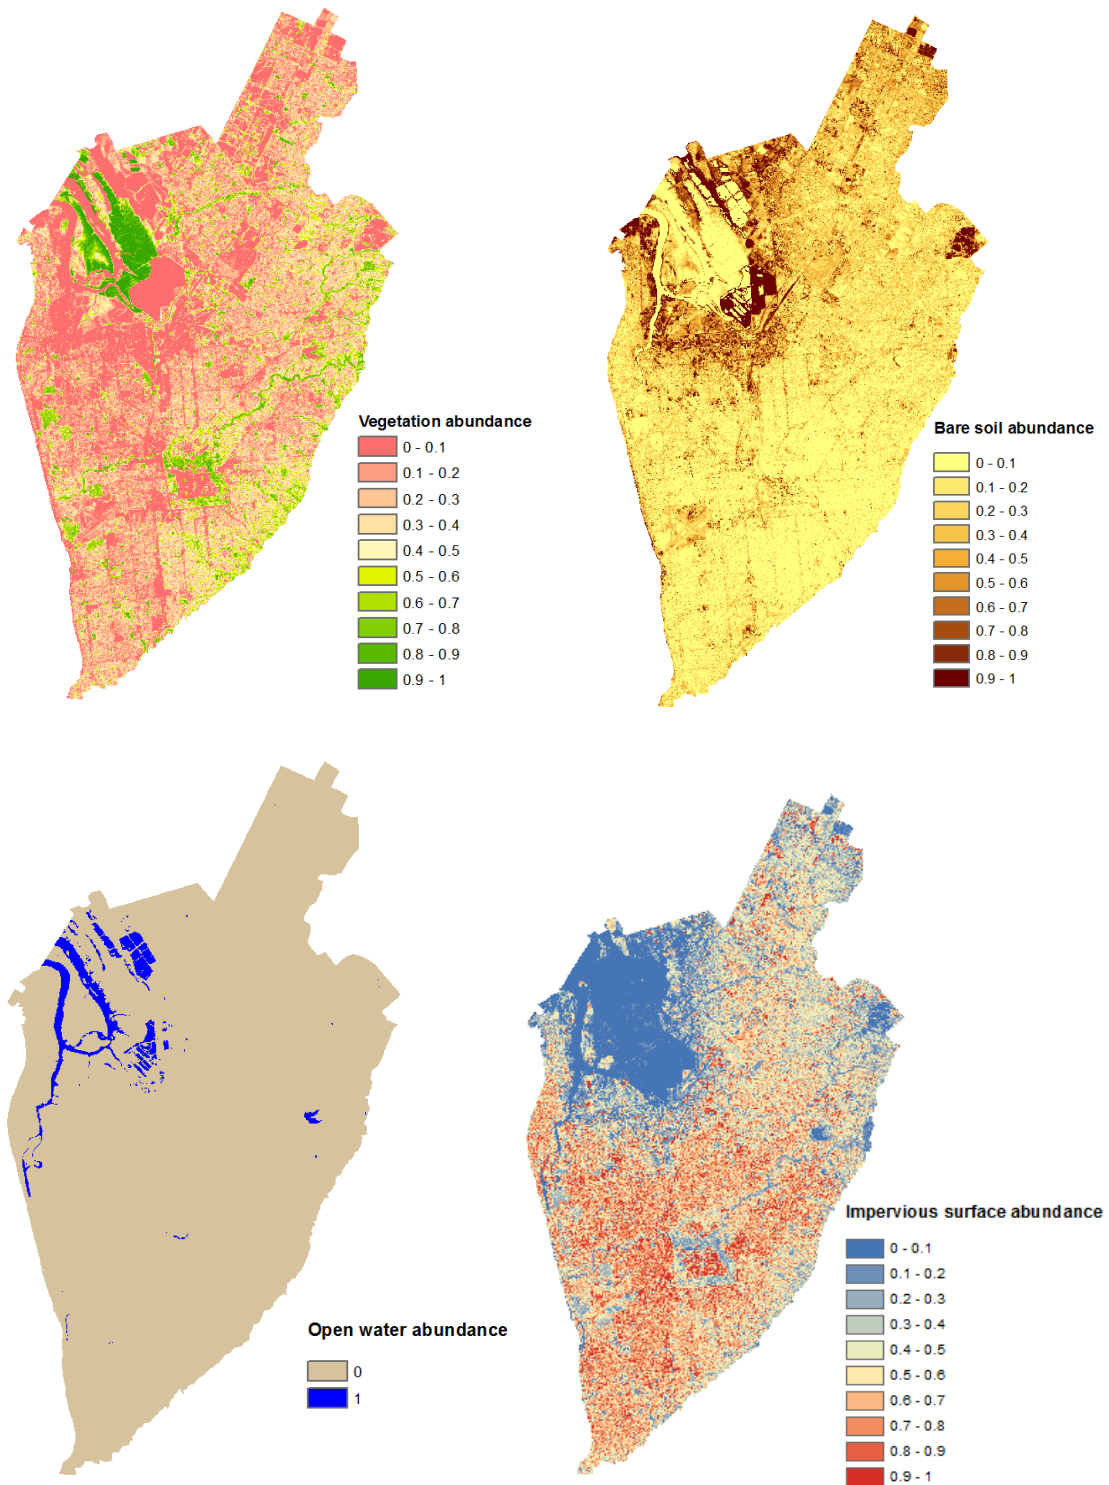 Vegetation abundance
0 - 0.1
0.1 - 0.2
0.2 - 0.3
0.3 - 0.4
0.4 - 0.5
0.5 - 0.6
0.6 - 0.7
0.7 - 0.8
0.8 - 0.9
0.9 - 1
Bare soil abundance
0 - 0.1
0.1 - 0.2
0.2 - 0.3
0.3 - 0.4
0.4 - 0.5
0.5 - 0.6
0.6 - 0.7
0.7 - 0.8
0.8 - 0.9
0.9 - 1
Open water abundance
0
1
Impervious surface abundance
0 - 0.1
0.1 - 0.2
0.2 - 0.3
0.3 - 0.4
0.4 - 0.5
0.5 - 0.6
0.6 - 0.7
0.7 - 0.8
0.8 - 0.9
0.9 - 1